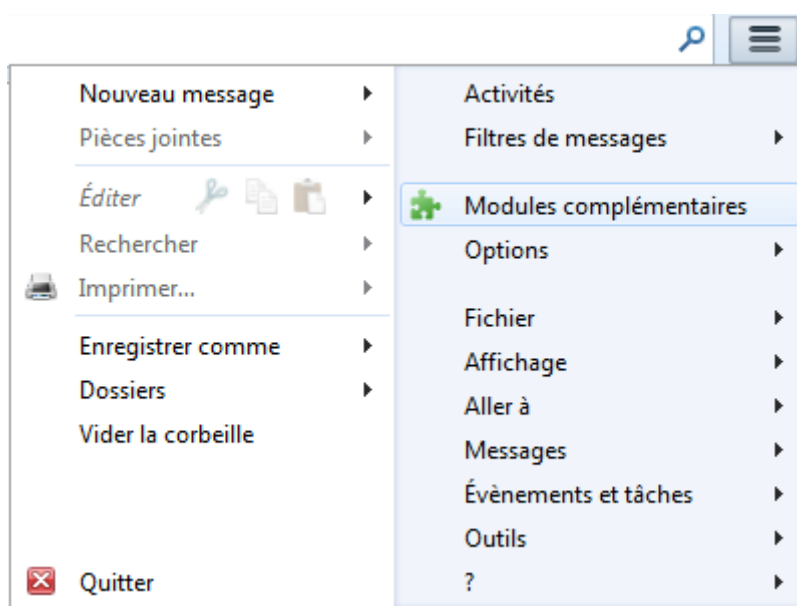 Nouveau message
Pièces jointes
Éditer
Rechercher
Imprimer...
Enregistrer comme
Dossiers
Vider la corbeille
Quitter
Activités
Filtres de messages
Modules complémentaires
Options
Fichier
Affichage
Aller à
Messages
Évènements et tâches
Outils
?